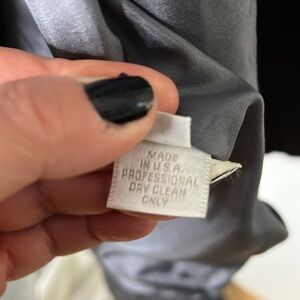 MADE
IN U.S.A.
PROFESSIONAL
DRY CLEAN
ONLY